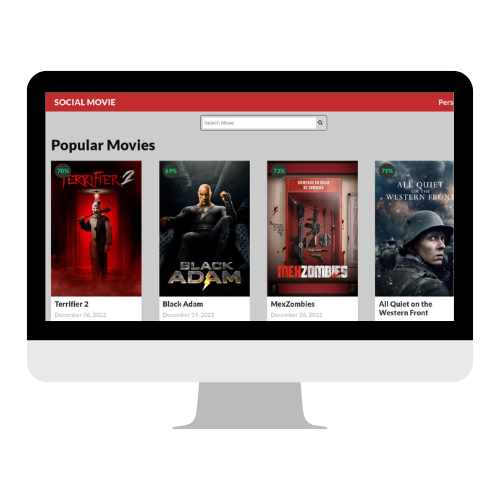 SOCIAL MOVIE
Pers
Search Movie
Popular Movies
70%
TERRIFIER 2
69%
BLACK
ADAM
73%
MEXZOMBIES
79%
ALL QUIET
ON THE
WESTERN FRONT
Terrifier 2
December 06, 2022
Black Adam
December 19, 2022
MexZombies
December 26, 2022
All Quiet on the
Western Front